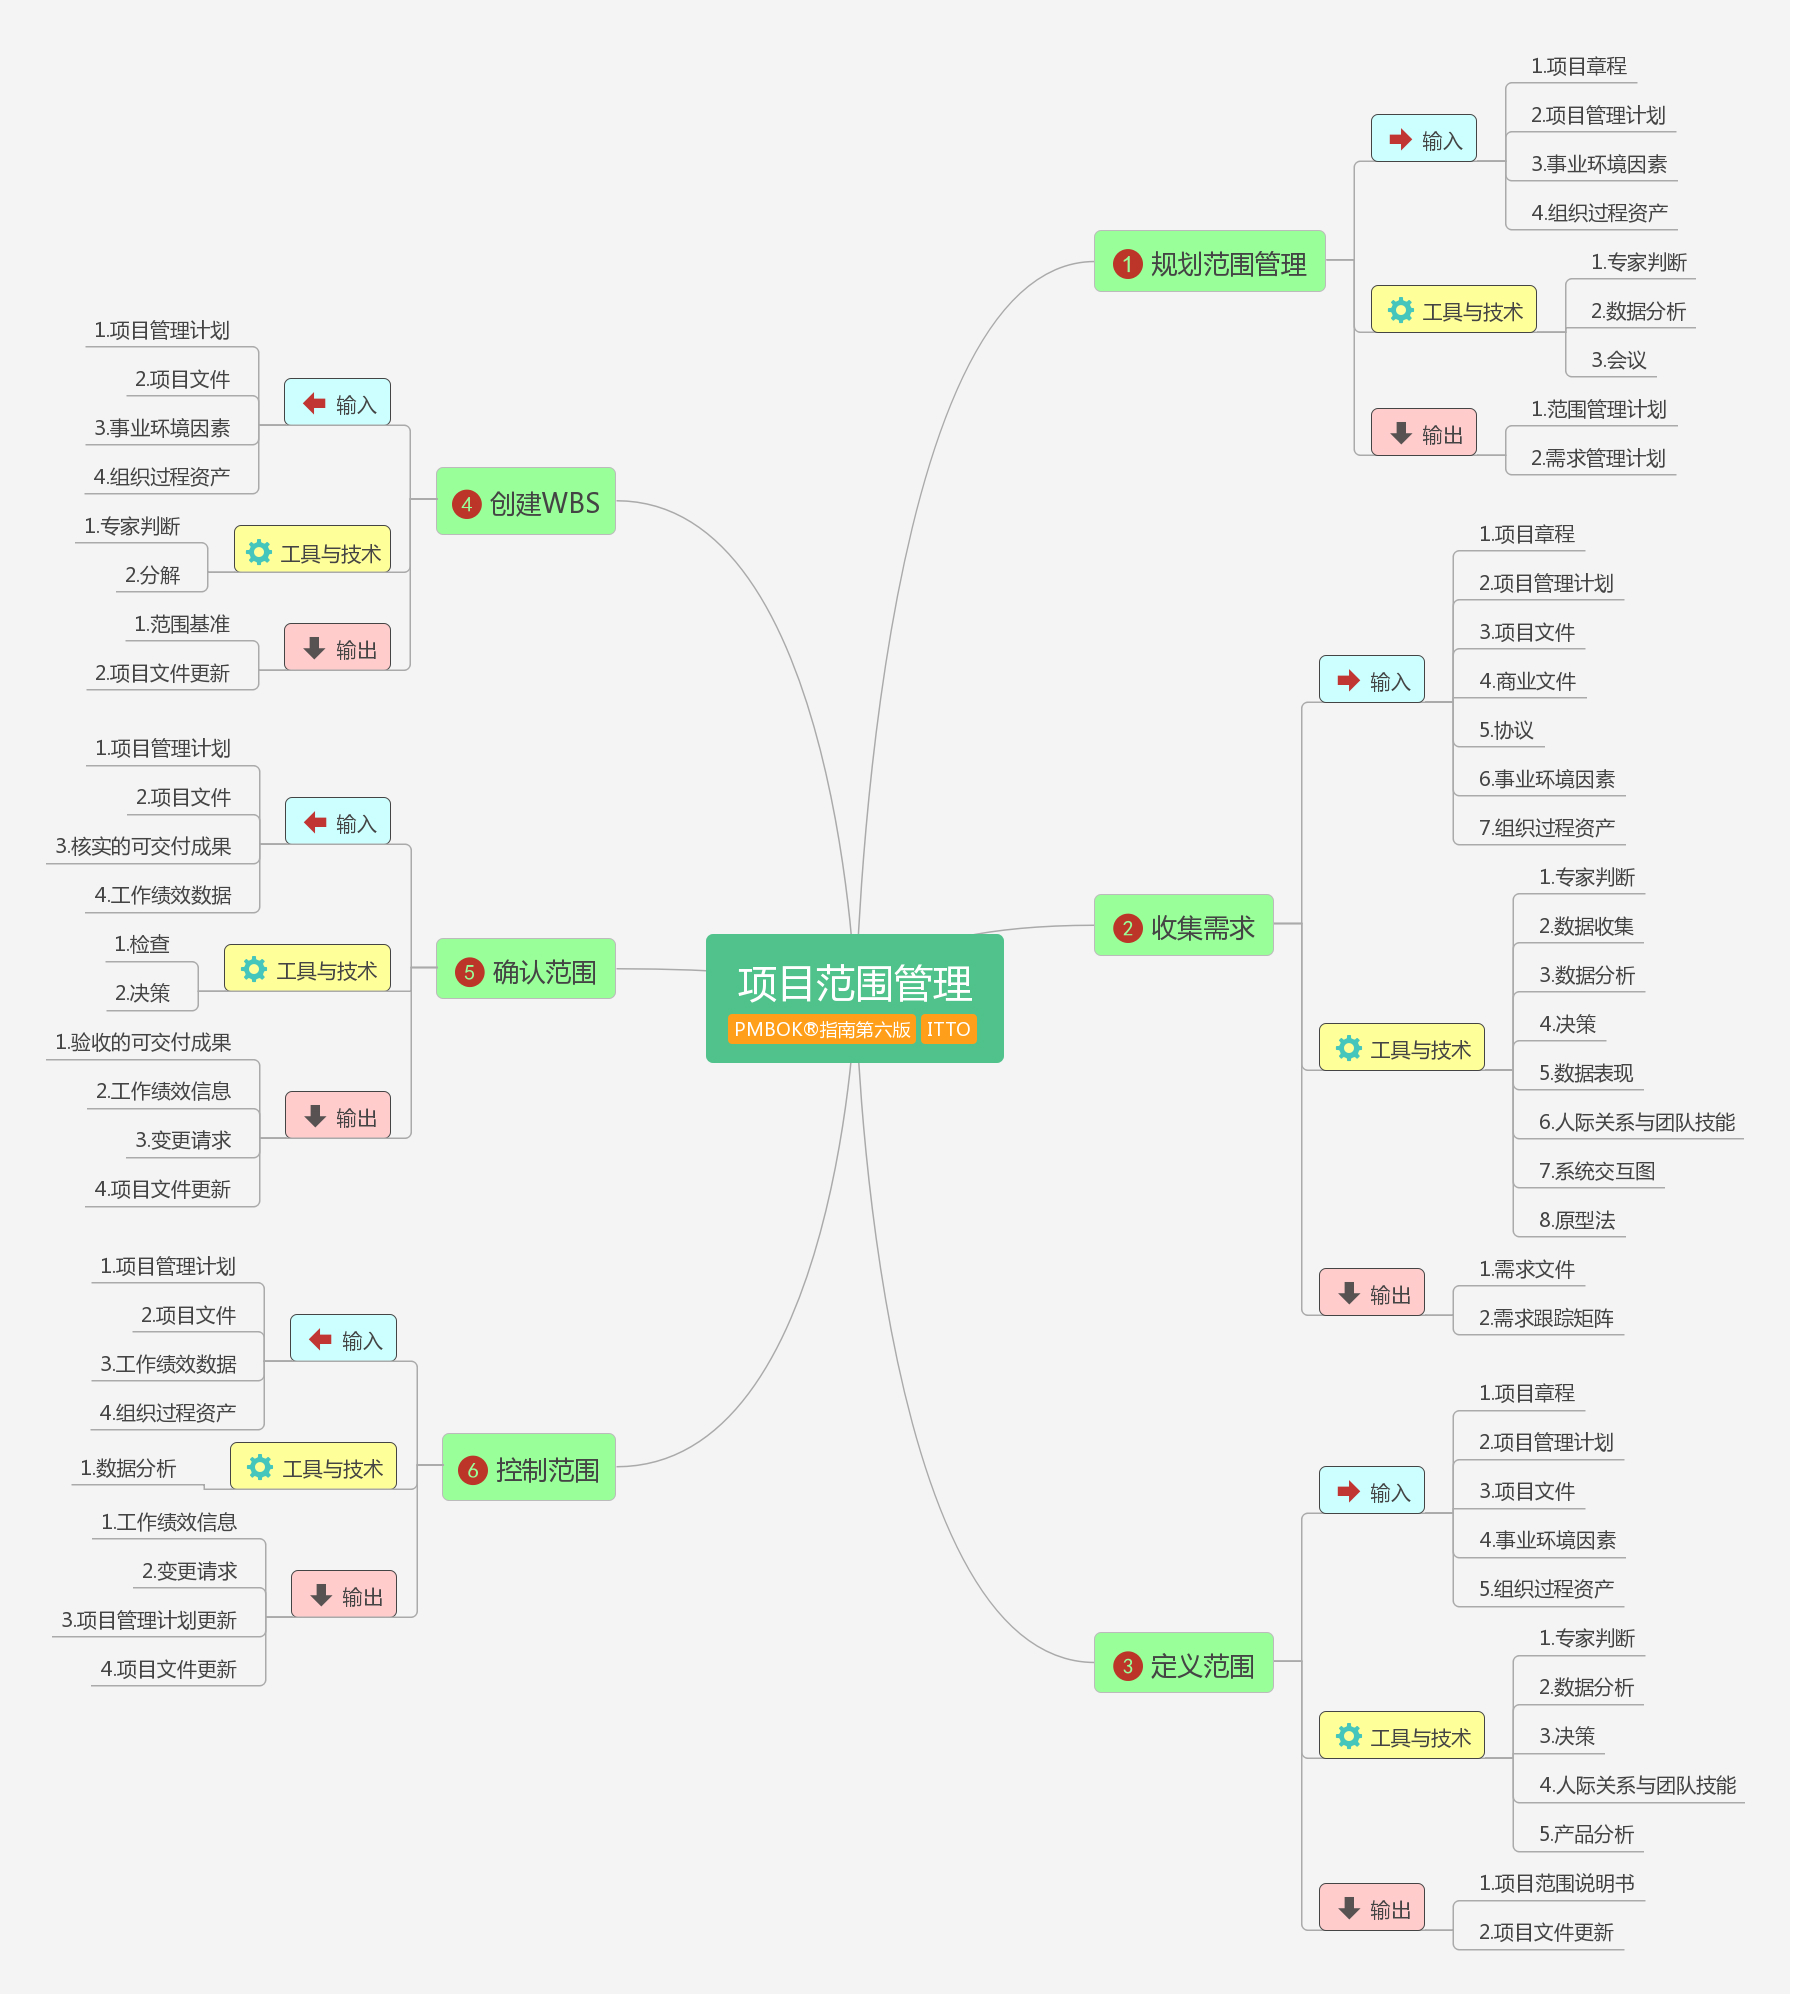 项目范围管理
PMBOK®指南第六版 ITTO
1 规划范围管理
输入
1.项目章程
2.项目管理计划
3.事业环境因素
4.组织过程资产
工具与技术
1.专家判断
2.数据分析
3.会议
输出
1.范围管理计划
2.需求管理计划
2 收集需求
输入
1.项目章程
2.项目管理计划
3.项目文件
4.商业文件
5.协议
6.事业环境因素
7.组织过程资产
工具与技术
1.专家判断
2.数据收集
3.数据分析
4.决策
5.数据表现
6.人际关系与团队技能
7.系统交互图
8.原型法
输出
1.需求文件
2.需求跟踪矩阵
3 定义范围
输入
1.项目章程
2.项目管理计划
3.项目文件
4.事业环境因素
5.组织过程资产
工具与技术
1.专家判断
2.数据分析
3.决策
4.人际关系与团队技能
5.产品分析
输出
1.项目范围说明书
2.项目文件更新
4 创建WBS
输入
1.项目管理计划
2.项目文件
3.事业环境因素
4.组织过程资产
工具与技术
1.专家判断
2.分解
输出
1.范围基准
2.项目文件更新
5 确认范围
输入
1.项目管理计划
2.项目文件
3.核实的可交付成果
4.工作绩效数据
工具与技术
1.检查
2.决策
输出
1.验收的可交付成果
2.工作绩效信息
3.变更请求
4.项目文件更新
6 控制范围
输入
1.项目管理计划
2.项目文件
3.工作绩效数据
4.组织过程资产
工具与技术
1.数据分析
输出
1.工作绩效信息
2.变更请求
3.项目管理计划更新
4.项目文件更新